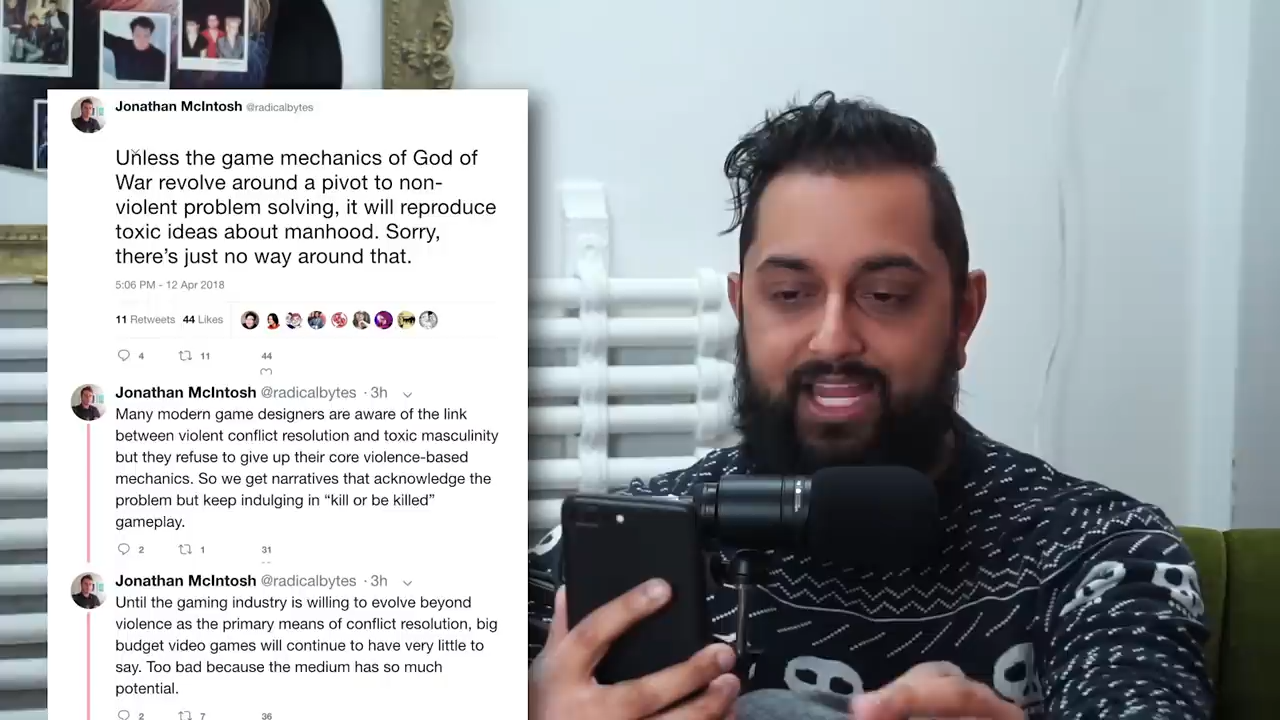 Jonathan McIntosh @radicalbytes
Unless the game mechanics of God of
War revolve around a pivot to non-
violent problem solving, it will reproduce
toxic ideas about manhood. Sorry,
there's just no way around that.
5:06 PM - 12 Apr 2018
11 Retweets 44 Likes
4 11 44
Jonathan McIntosh @radicalbytes · 3h
Many modern game designers are aware of the link
between violent conflict resolution and toxic masculinity
but they refuse to give up their core violence-based
mechanics. So we get narratives that acknowledge the
problem but keep indulging in “kill or be killed”
gameplay.
2 1 31
Jonathan McIntosh @radicalbytes · 3h
Until the gaming industry is willing to evolve beyond
violence as the primary means of conflict resolution, big
budget video games will continue to have very little to
say. Too bad because the medium has so much
potential.
2 7 36